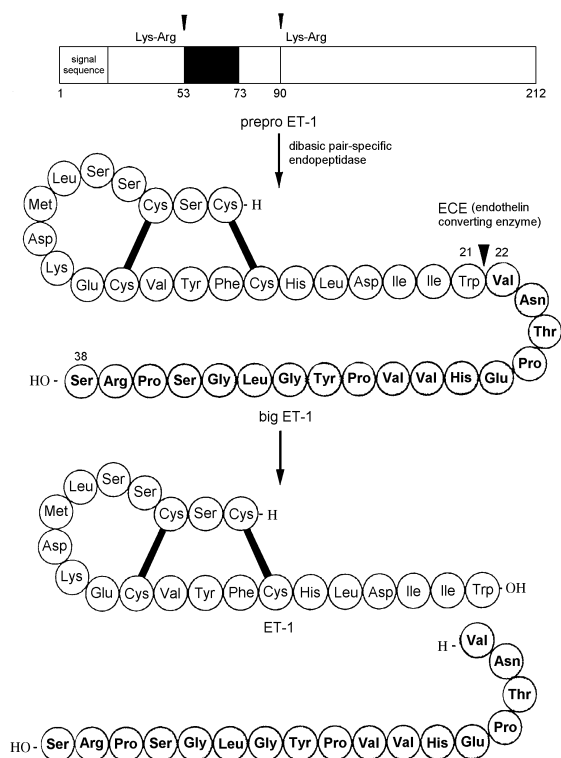 Lys-Arg Lys-Arg
signal
sequence
1 53 73 90 212
prepro ET-1
dibasic pair-specific
endopeptidase
Leu Ser Ser Cys Ser Cys - H
Met
Asp
Lys
ECE (endothelin
converting enzyme)
21 22
Glu Cys Val Tyr Phe Cys His Leu Asp Ile Ile Trp Val
Asn
Thr
Pro
38
HO - Ser Arg Pro Ser Gly Leu Gly Tyr Pro Val Val His Glu
big ET-1
Leu Ser Ser Cys Ser Cys - H
Met
Asp
Lys
Glu Cys Val Tyr Phe Cys His Leu Asp Ile Ile Trp - OH
ET-1
H - Val
Asn
Thr
Pro
HO - Ser Arg Pro Ser Gly Leu Gly Tyr Pro Val Val His Glu